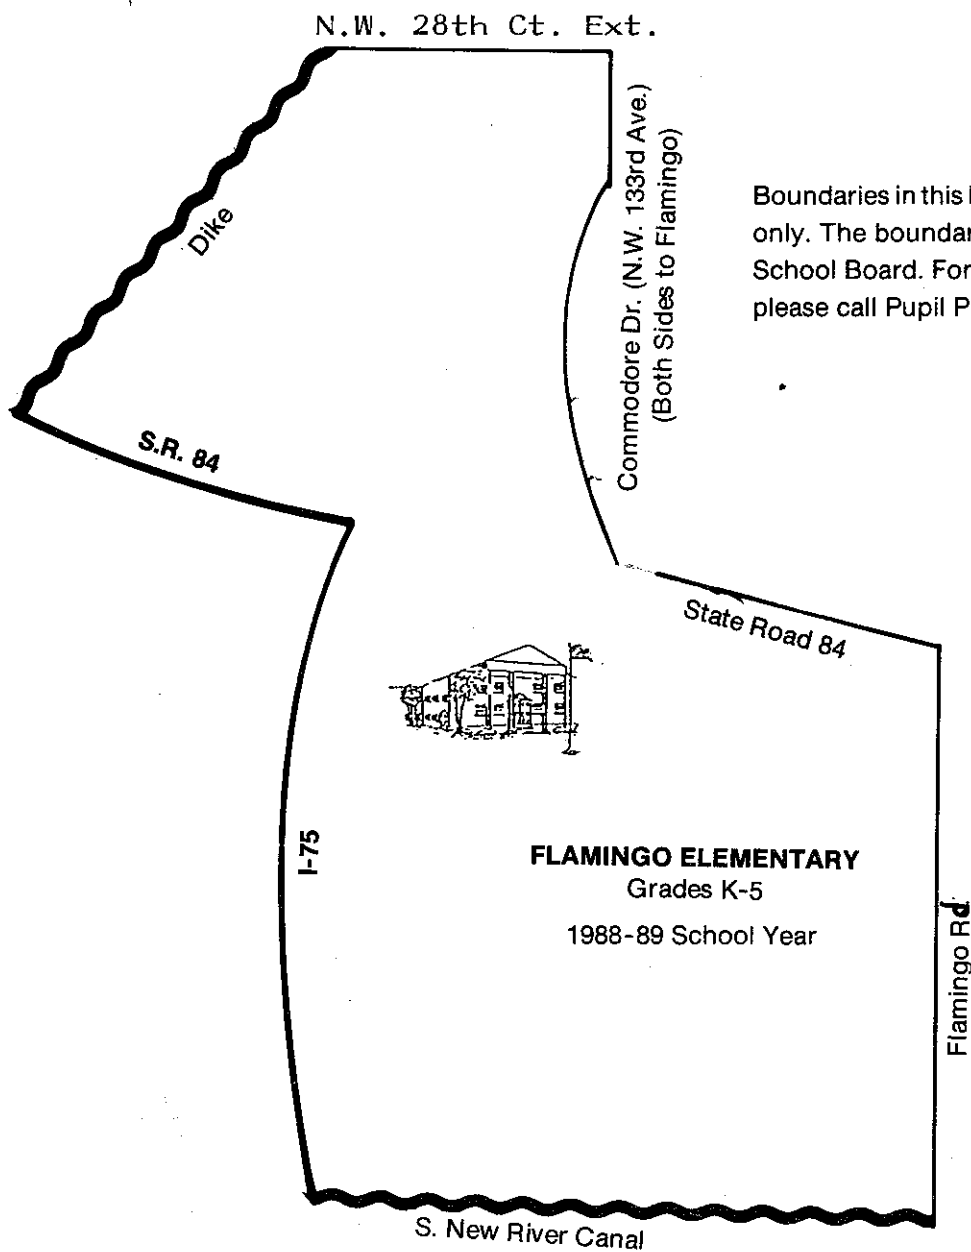 N.W. 28th Ct. Ext.
Dike
Commodore Dr. (N.W. 133rd Ave.)
(Both Sides to Flamingo)
Boundaries in this
only. The
School Board. For
please call Pupil
S.R. 84
State Road 84
I-75
FLAMINGO ELEMENTARY
Grades K-5
1988-89 School Year
Flamingo Rd.
S. New River Canal